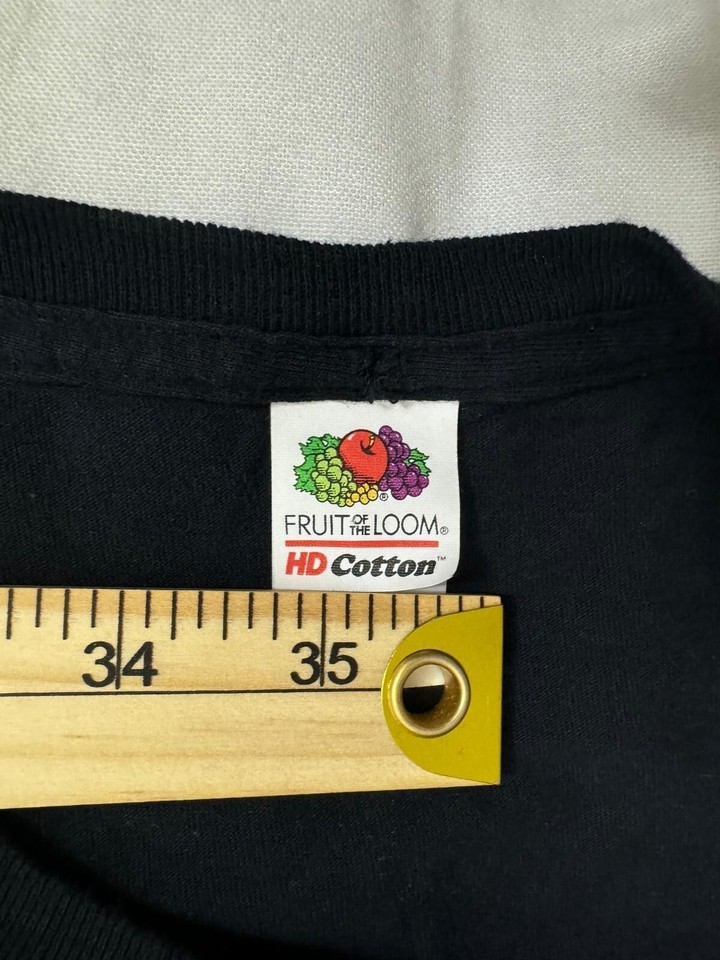 ®
FRUIT OF THE LOOM®
HD Cotton™
34 35